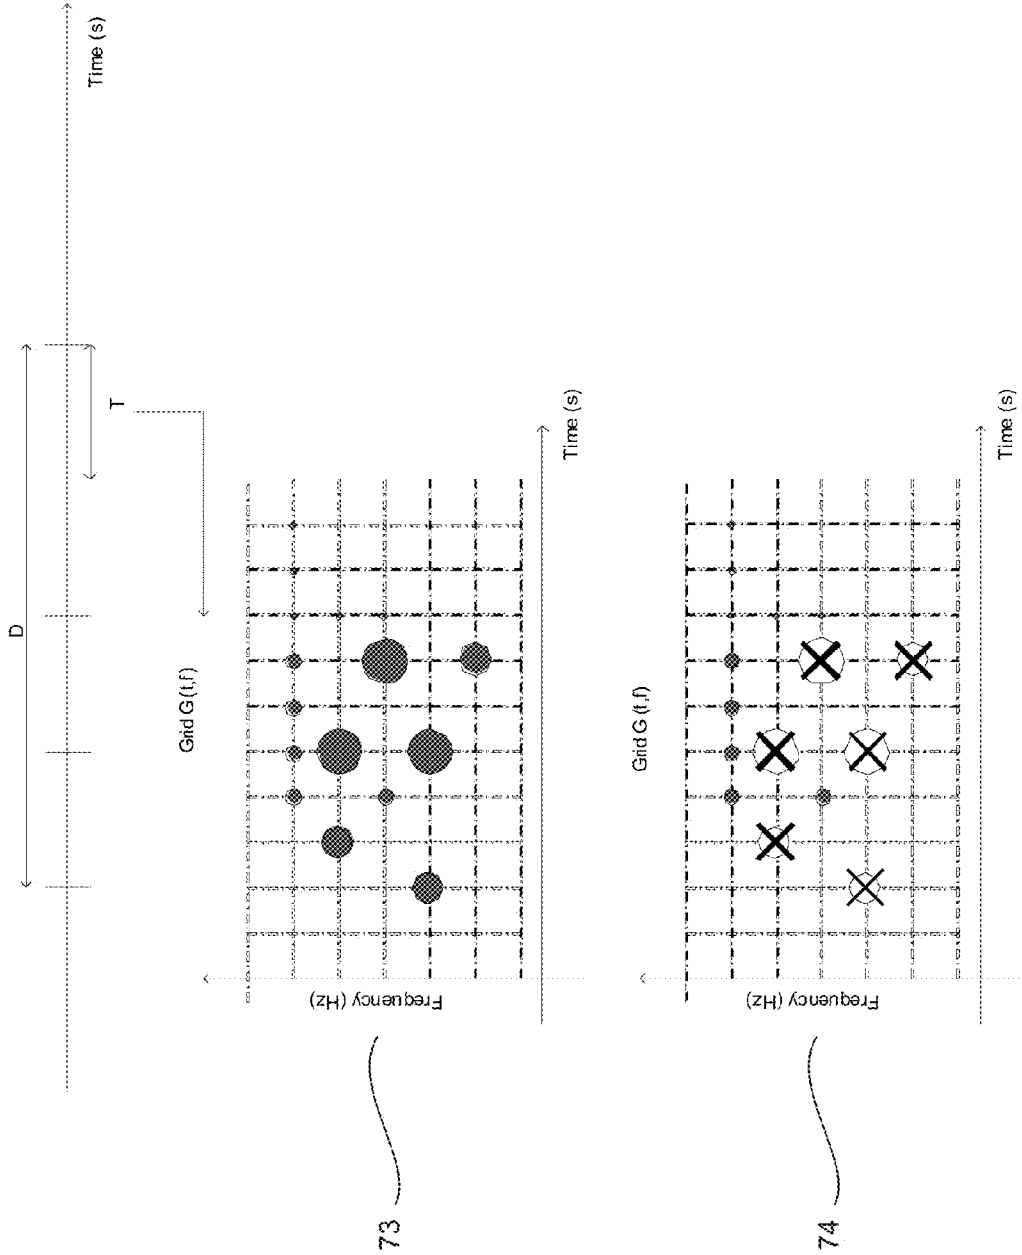 Time (s)
D
T
Grid G(t,f)
Frequency (Hz)
Time (s)
73
Grid G (t,f)
Frequency (Hz)
Time (s)
74